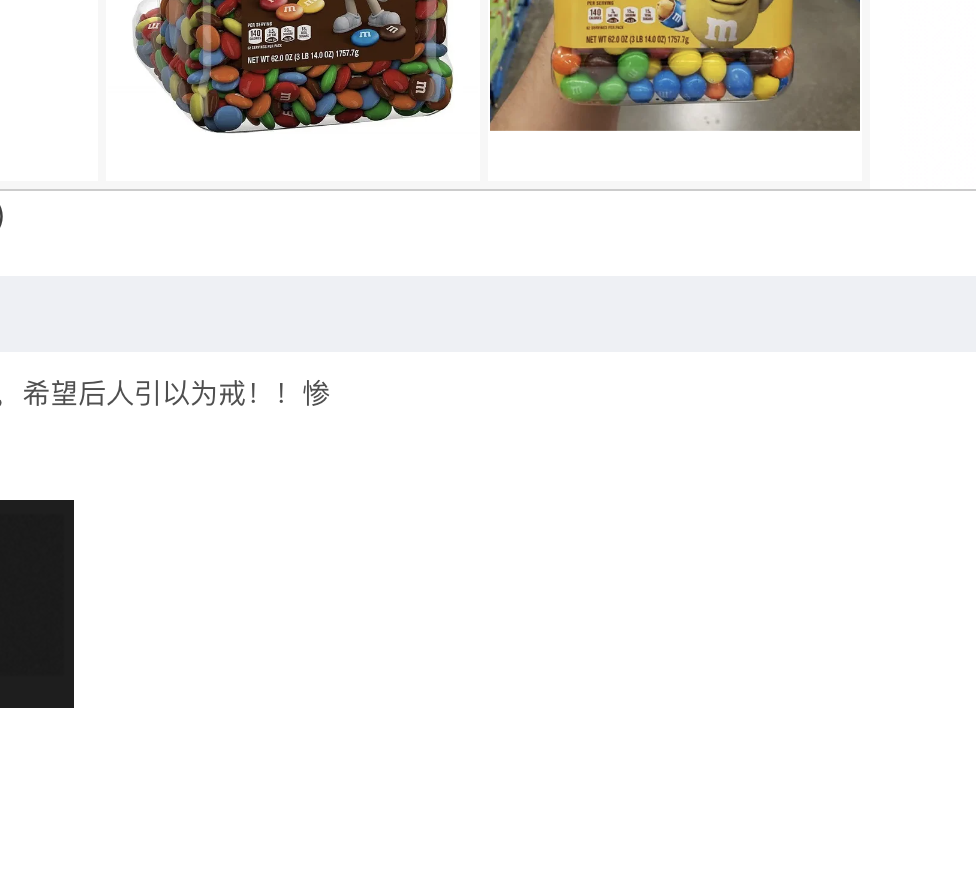 PER SERVING
140
CALORIES
NET WT 62.0 OZ (3 LB 14.0 OZ) 1757.7g
m
m
m
m
PER SERVING
140
CALORIES
NET WT 62.0 OZ (3 LB 14.0 OZ) 1757.7g
m
m
)
，希望后人引以为戒！！惨